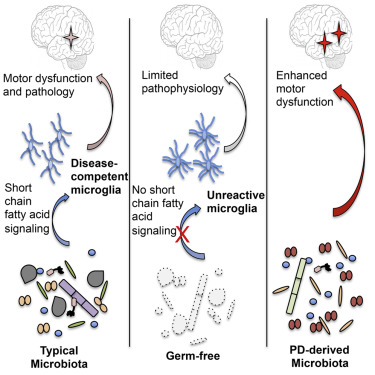 Motor dysfunction
and pathology
Disease-
competent
microglia
Short
chain
fatty acid
signaling
Typical
Microbiota
Limited
pathophysiology
No short
chain fatty
acid
signaling
Unreactive
microglia
Germ-free
Enhanced
motor
dysfunction
PD-derived
Microbiota